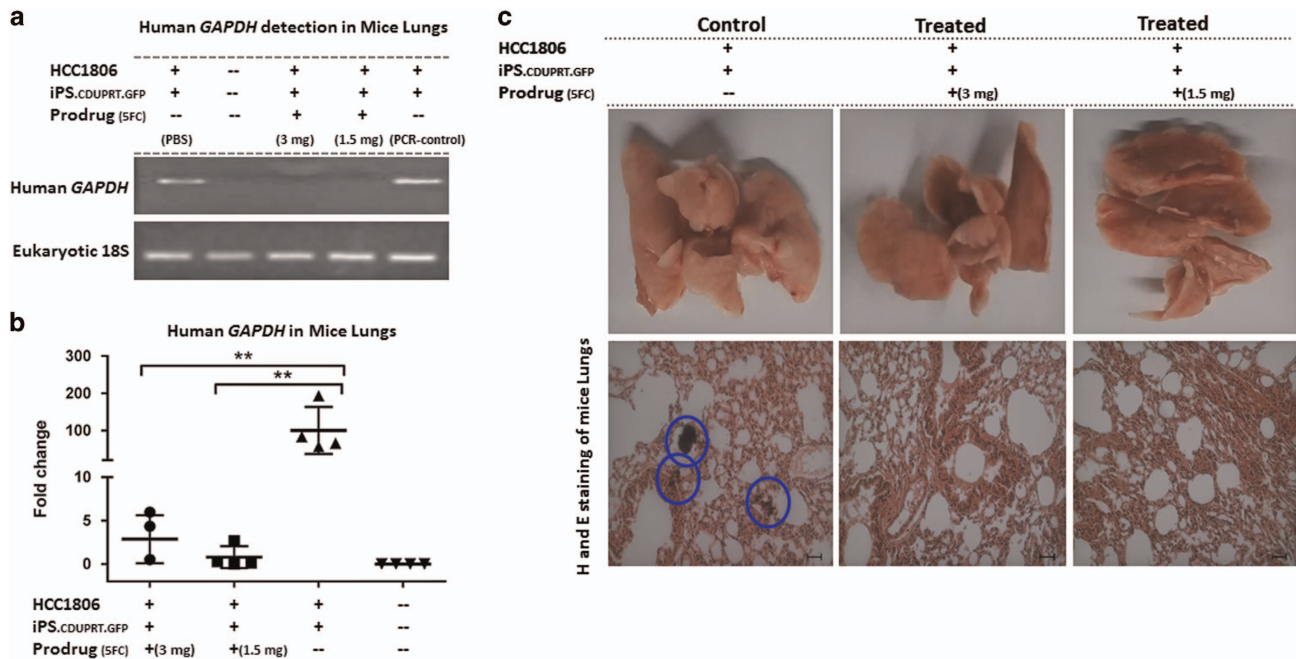 a
Human GAPDH detection in Mice Lungs
HCC1806 + -- + + +
iPS.CDUPRT.GFP + -- + + +
Prodrug (5FC) -- -- + + --
(PBS) (3 mg) (1.5 mg) (PCR-control)
Human GAPDH
Eukaryotic 18S
b
Human GAPDH in Mice Lungs
**
**
Fold change
300
200
100
10
5
0
HCC1806 + + + --
iPS.CDUPRT.GFP + + + --
Prodrug (5FC) +(3 mg) +(1.5 mg) -- --
c
Control Treated Treated
HCC1806 + + +
iPS.CDUPRT.GFP + + +
Prodrug (5FC) -- +(3 mg) +(1.5 mg)
H and E staining of mice Lungs